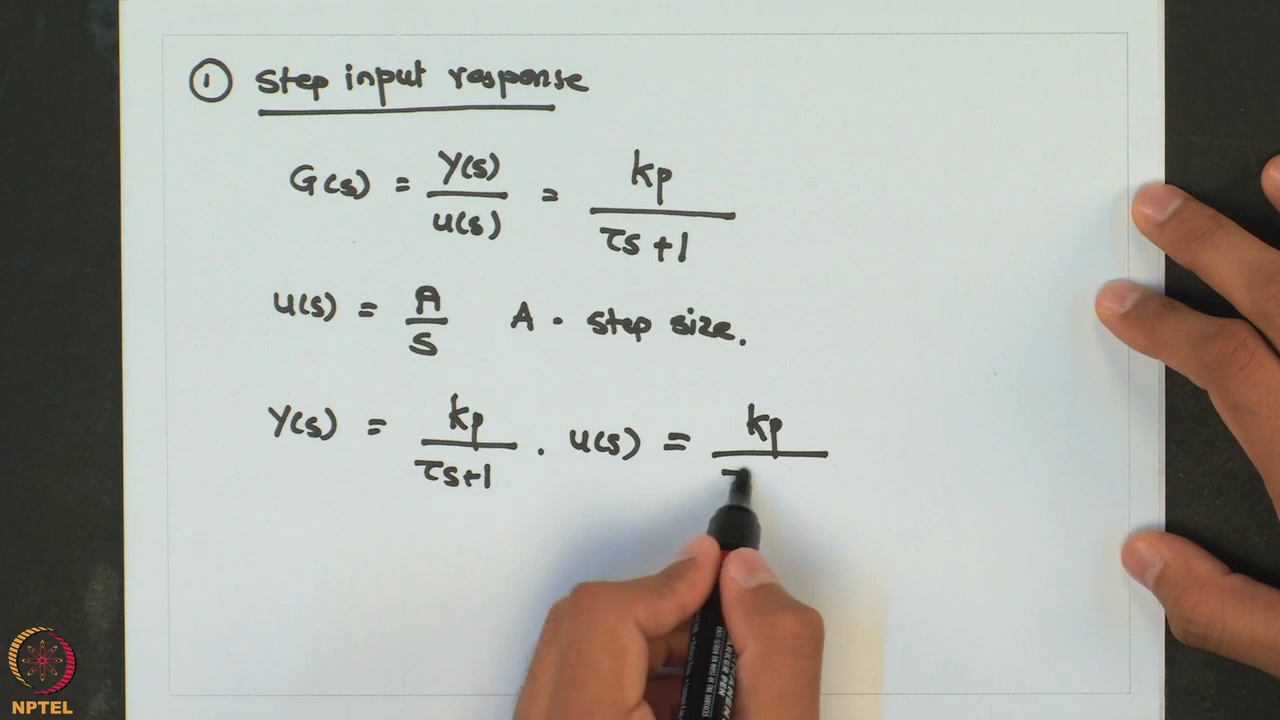 ① Step input response
G(s) = Y(s) / u(s) = kp / τs+1
u(s) = A / s A - step size.
Y(s) = kp / τs+1 . u(s) = kp / τ
NPTEL